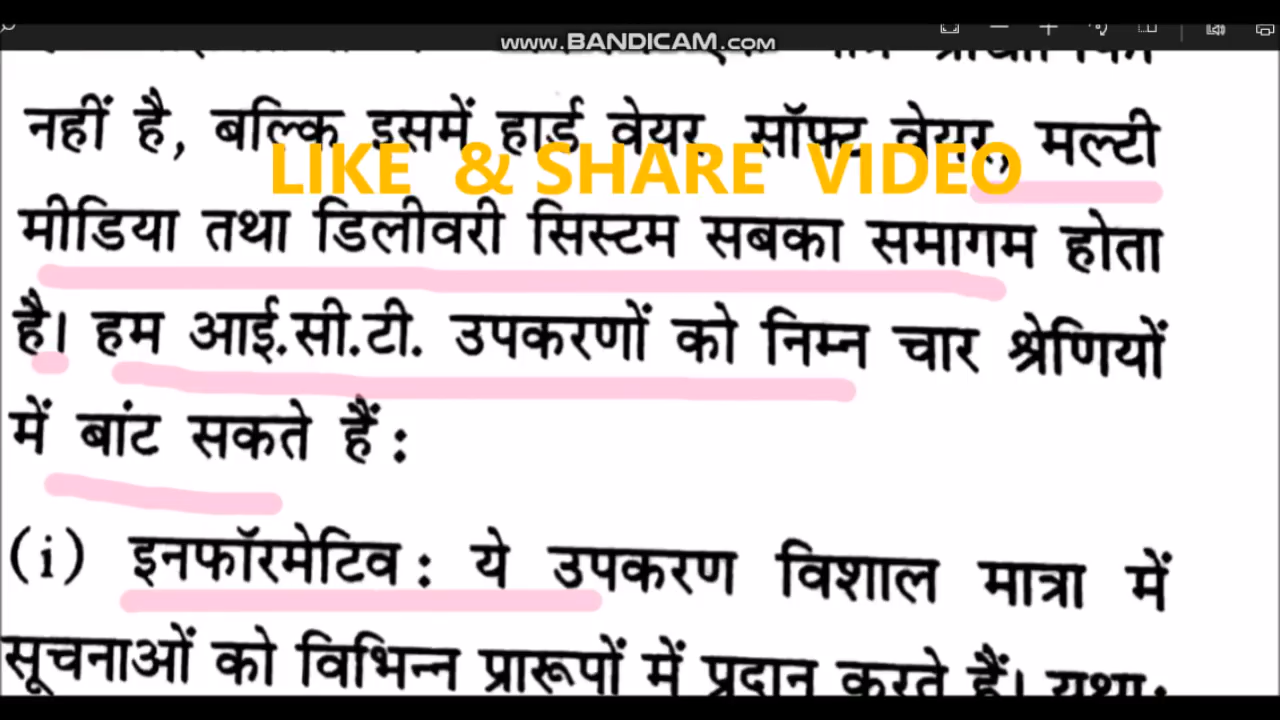 www.BANDICAM.com
नहीं है, बल्कि इसमें हार्ड वेयर, सॉफ्ट वेयर, मल्टी
LIKE & SHARE VIDEO
मीडिया तथा डिलीवरी सिस्टम सबका समागम होता
है। हम आई.सी.टी. उपकरणों को निम्न चार श्रेणियों
में बांट सकते हैं :
(i) इनफॉरमेटिव : ये उपकरण विशाल मात्रा में
सूचनाओं को विभिन्न प्रारूपों में प्रदान करते हैं। यथा: